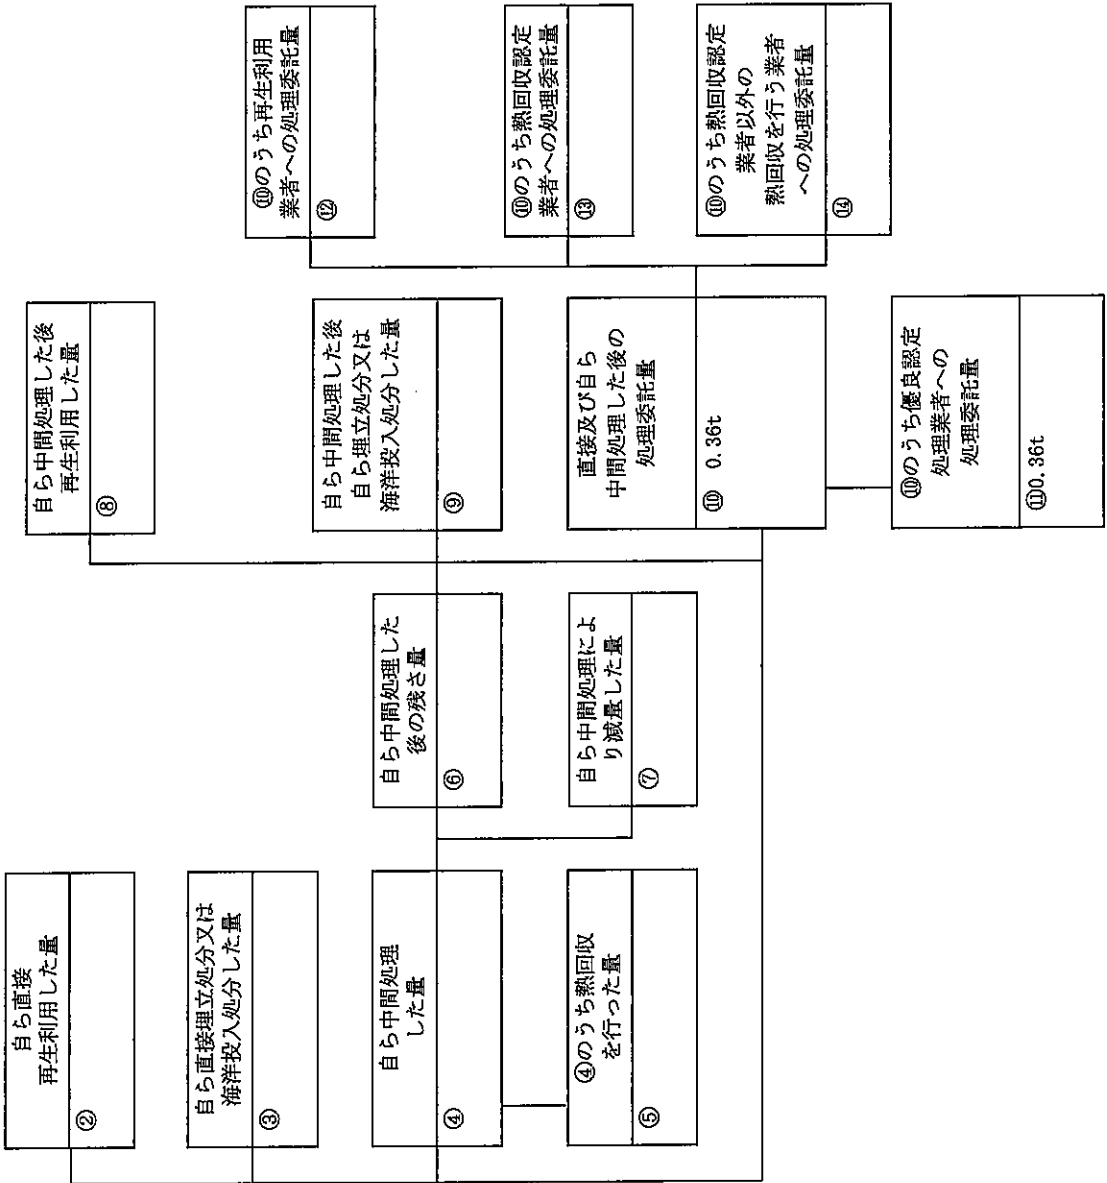 自ら直接
再生利用した量
②
自ら直接埋立処分又は
海洋投入処分した量
③
自ら中間処理
した量
④
④のうち熱回収
を行った量
⑤
自ら中間処理した
後の残さ量
⑥
自ら中間処理によ
り減量した量
⑦
自ら中間処理した後
再生利用した量
⑧
自ら中間処理した後
自ら埋立処分又は
海洋投入処分した量
⑨
直接及び自ら
中間処理した後の
処理委託量
⑩ 0.36t
⑩のうち優良認定
処理業者への
処理委託量
⑪0.36t
⑩のうち再生利用
業者への処理委託量
⑫
⑩のうち熱回収認定
業者への処理委託量
⑬
⑩のうち熱回収認定
業者以外の
熱回収を行う業者
への処理委託量
⑭